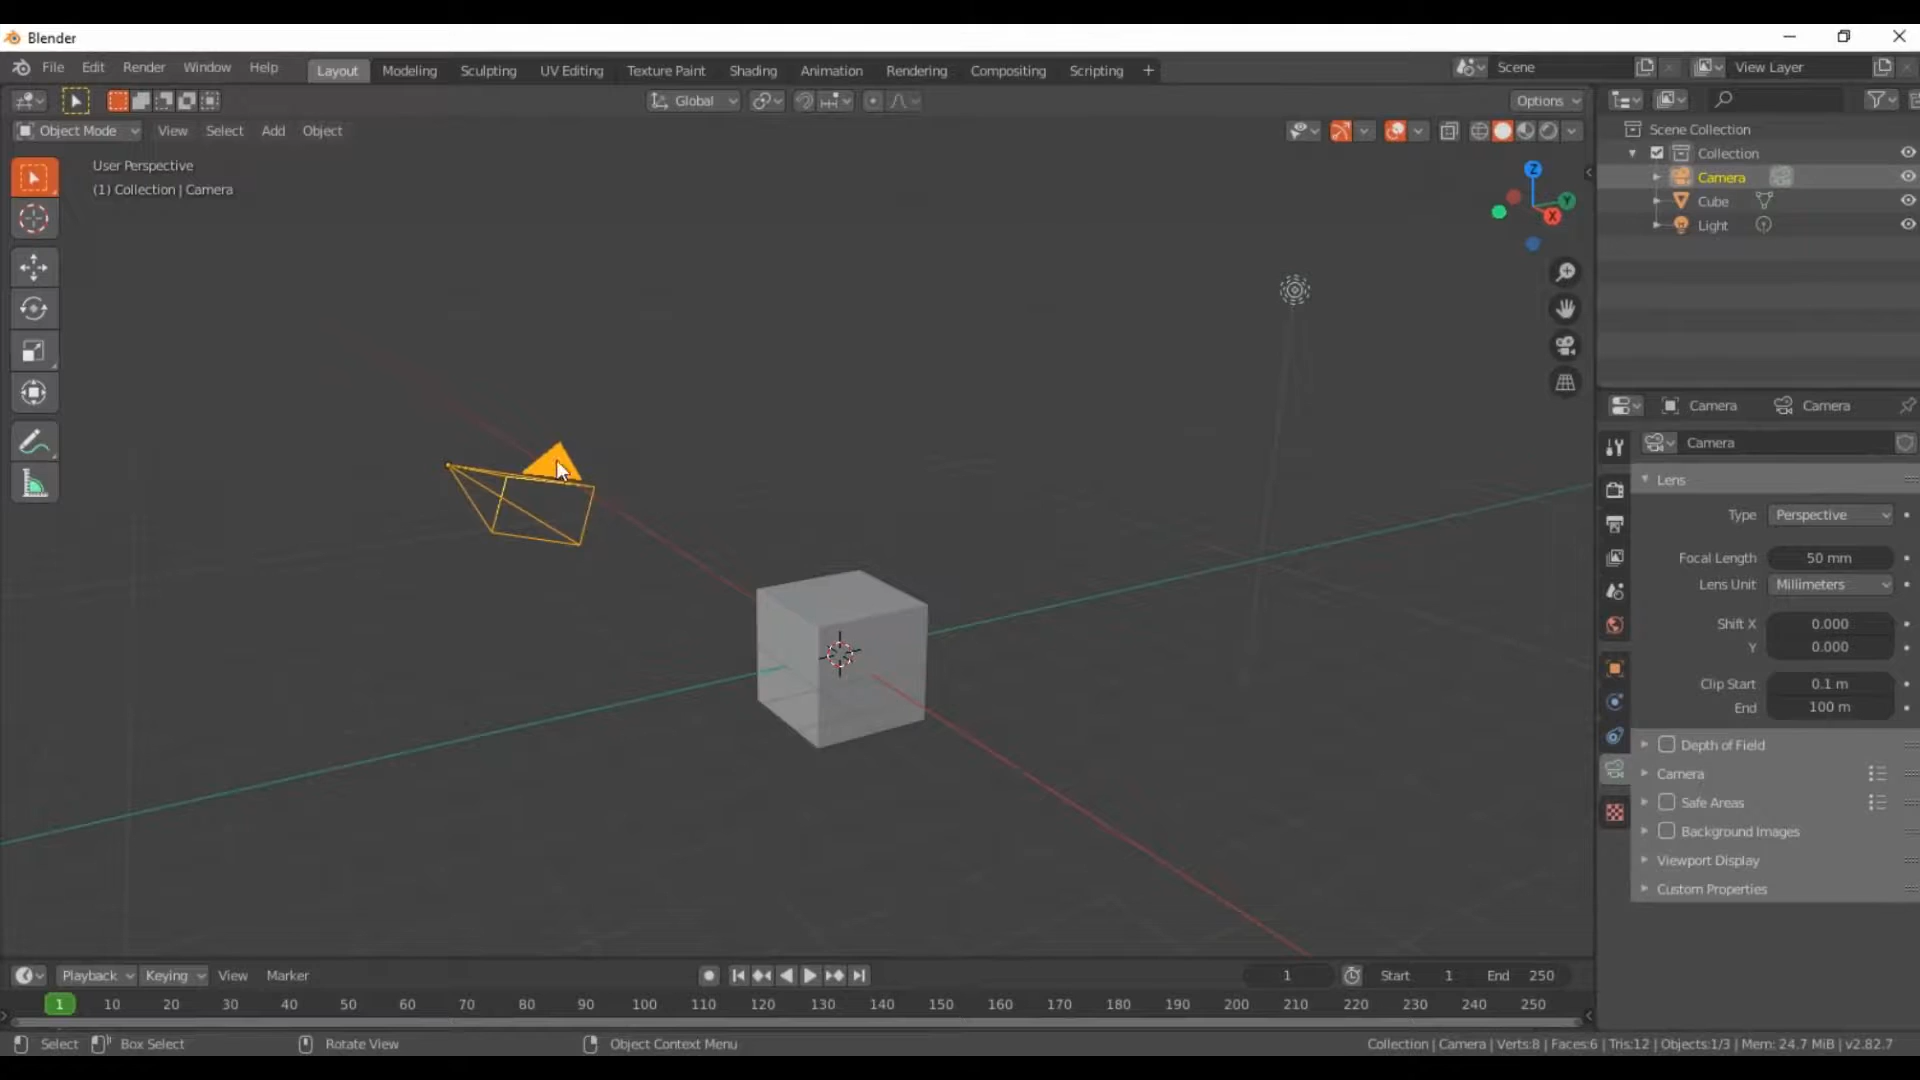 Blender
File Edit Render Window Help Layout Modeling Sculpting UV Editing Texture Paint Shading Animation Rendering Compositing Scripting + Scene View Layer
Global Options
Object Mode View Select Add Object
User Perspective
(1) Collection | Camera
Z
Y
X
Scene Collection
Collection
Camera
Cube
Light
Camera Camera
Camera
Lens
Type Perspective
Focal Length 50 mm
Lens Unit Millimeters
Shift X 0.000
Y 0.000
Clip Start 0.1 m
End 100 m
Depth of Field
Camera
Safe Areas
Background Images
Viewport Display
Custom Properties
Playback Keying View Marker 1 Start 1 End 250
1 10 20 30 40 50 60 70 80 90 100 110 120 130 140 150 160 170 180 190 200 210 220 230 240 250
Select Box Select Rotate View Object Context Menu Collection | Camera | Verts:8 | Faces:6 | Tris:12 | Objects:1/3 | Mem: 24.7 MiB | v2.82.7